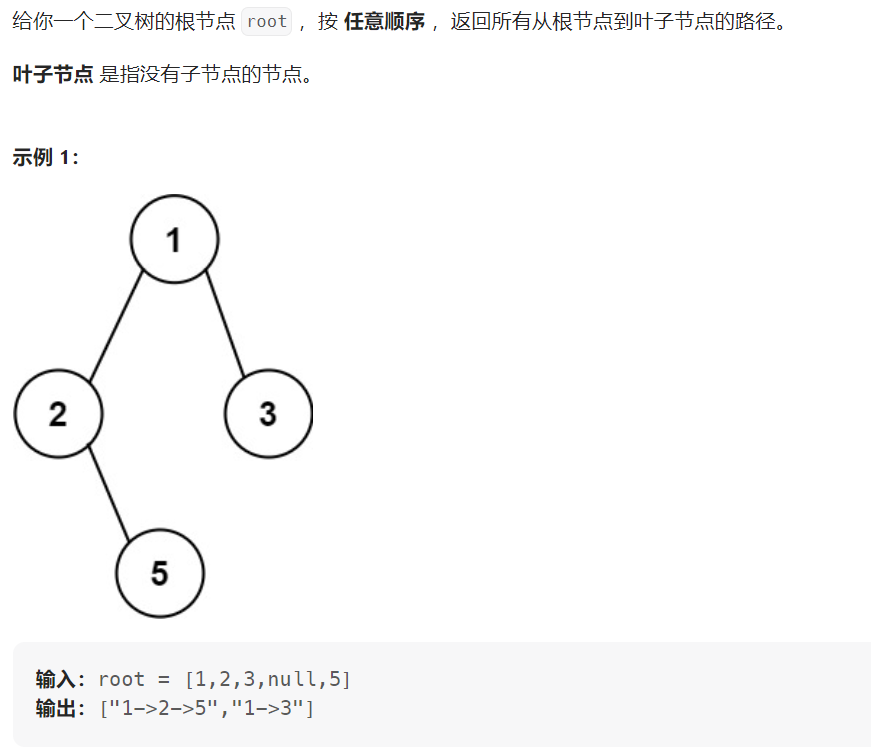 给你一个二叉树的根节点 root ，按 任意顺序 ，返回所有从根节点到叶子节点的路径。
叶子节点 是指没有子节点的节点。
示例 1：
1
2
3
5
输入：root = [1,2,3,null,5]
输出：["1->2->5","1->3"]